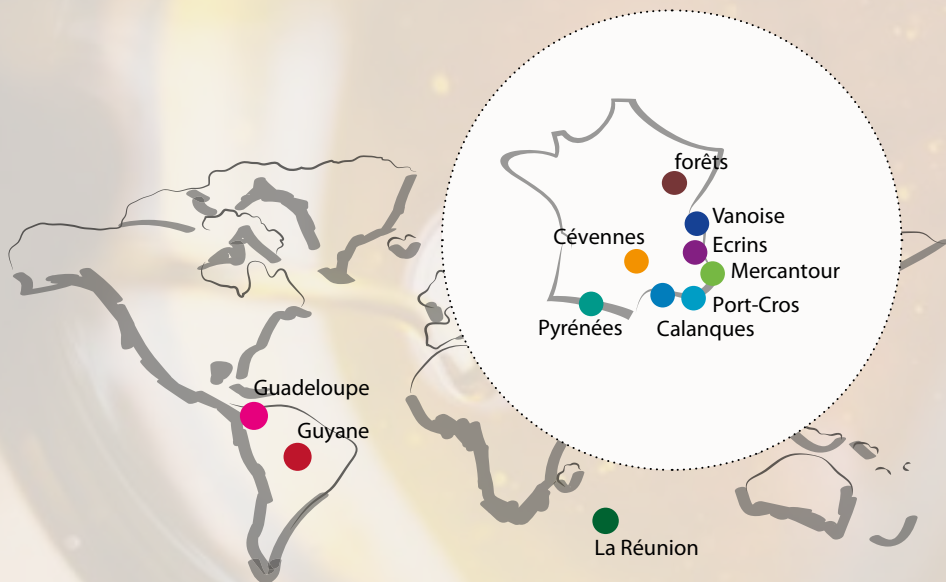 forêts
Vanoise
Cévennes
Ecrins
Mercantour
Port-Cros
Pyrénées
Calanques
Guadeloupe
Guyane
La Réunion